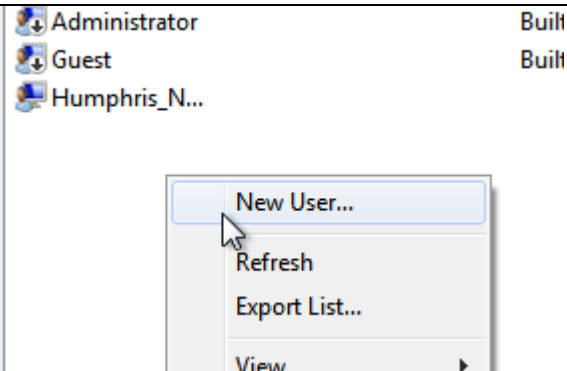 Administrator Built
Guest Built
Humphris_N...
New User...
Refresh
Export List...
View